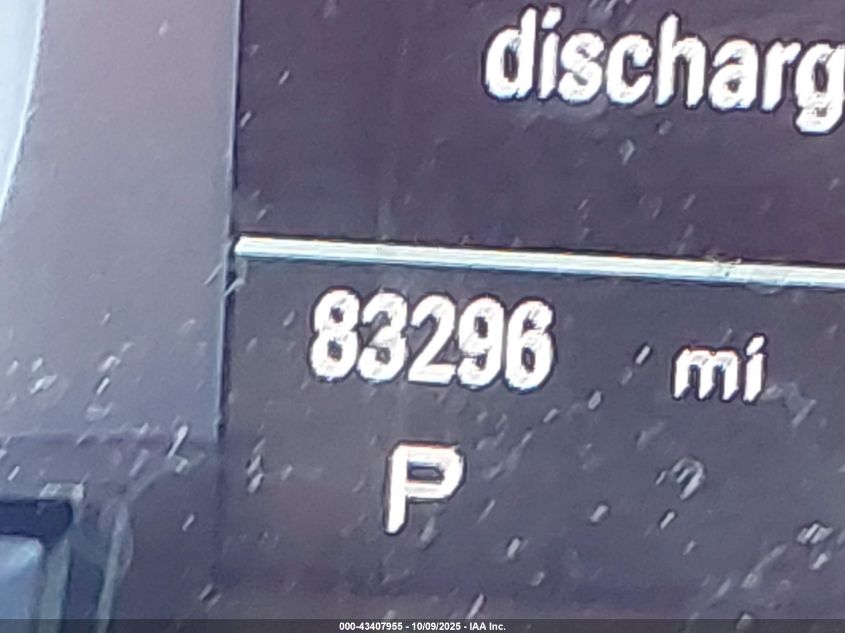 discharg
83296 mi
P
000-43407955 - 10/09/2025 - IAA Inc.